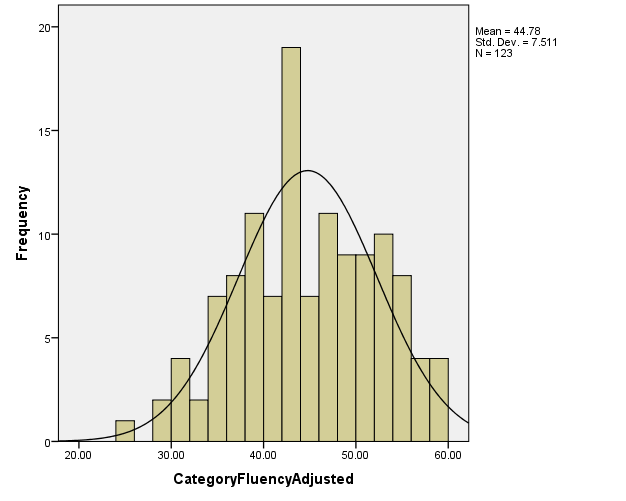 Mean = 44.78
Std. Dev. = 7.511
N = 123
Frequency
20
15
10
5
0
20.00 30.00 40.00 50.00 60.00
CategoryFluencyAdjusted